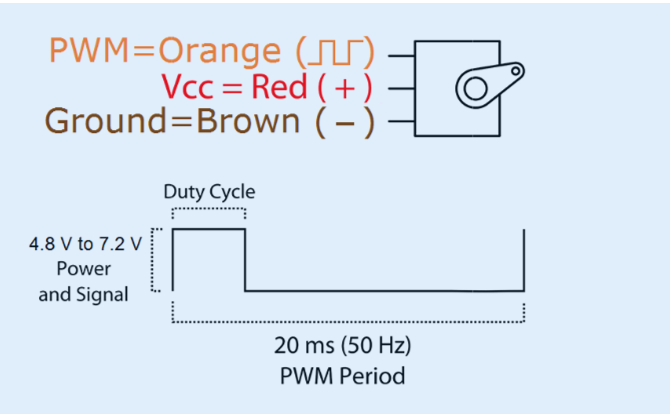 PWM=Orange (⎍⎍)
Vcc = Red ( + )
Ground=Brown ( − )
Duty Cycle
4.8 V to 7.2 V
Power
and Signal
20 ms (50 Hz)
PWM Period